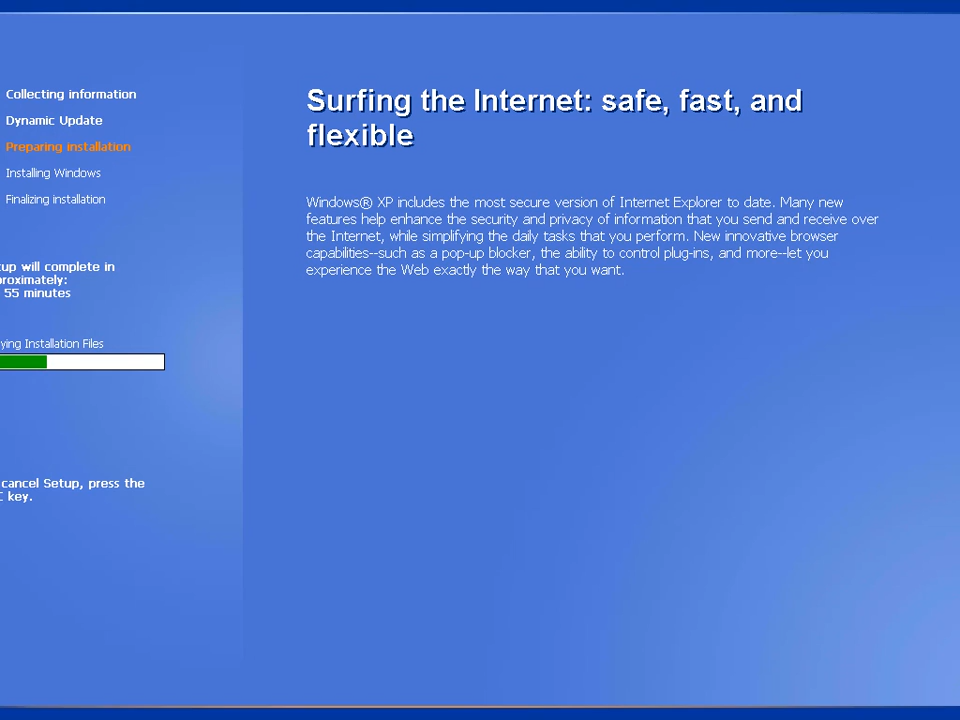 Collecting information
Dynamic Update
Preparing installation
Installing Windows
Finalizing installation
up will complete in
roximately:
55 minutes
ying Installation Files
cancel Setup, press the
key.
Surfing the Internet: safe, fast, and
flexible
Windows® XP includes the most secure version of Internet Explorer to date. Many new
features help enhance the security and privacy of information that you send and receive over
the Internet, while simplifying the daily tasks that you perform. New innovative browser
capabilities--such as a pop-up blocker, the ability to control plug-ins, and more--let you
experience the Web exactly the way that you want.